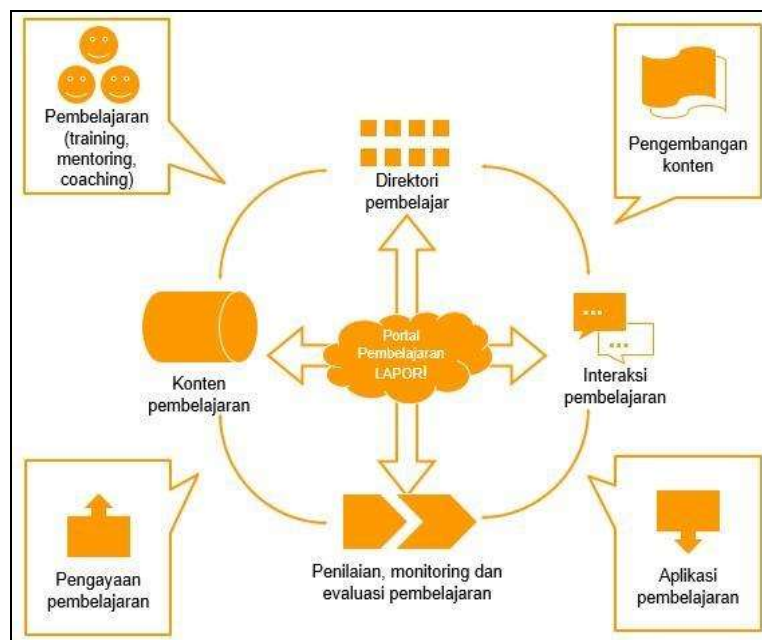 Pembelajaran
(training,
mentoring,
coaching)
Direktori
pembelajar
Pengembangan
konten
Portal
Pembelajaran
LAPOR!
Konten
pembelajaran
...
...
Interaksi
pembelajaran
Pengayaan
pembelajaran
Penilaian, monitoring dan
evaluasi pembelajaran
Aplikasi
pembelajaran